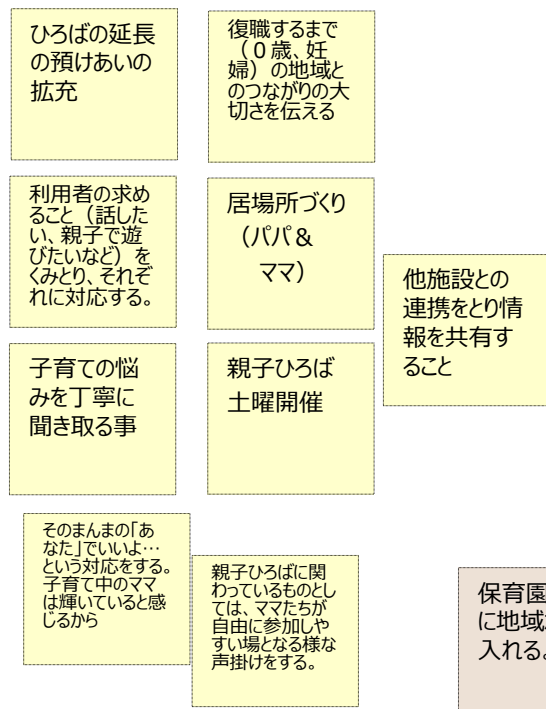 ひろばの延長
の預けあいの
拡充
復職するまで
（０歳、妊
婦）の地域と
のつながりの大
切さを伝える
利用者の求め
ること（話した
い、親子で遊
びたいなど）を
くみとり、それぞ
れに対応する。
居場所づくり
（パパ＆
ママ）
他施設との
連携をとり情
報を共有す
ること
子育ての悩
みを丁寧に
聞き取る事
親子ひろば
土曜開催
そのまんまの「あ
なた」でいいよ…
という対応をする。
子育て中のママ
は輝いていると感
じるから
親子ひろばに関
わっているものとし
ては、ママたちが
自由に参加しや
すい場となる様な
声掛けをする。
保育園
に地域
入れる